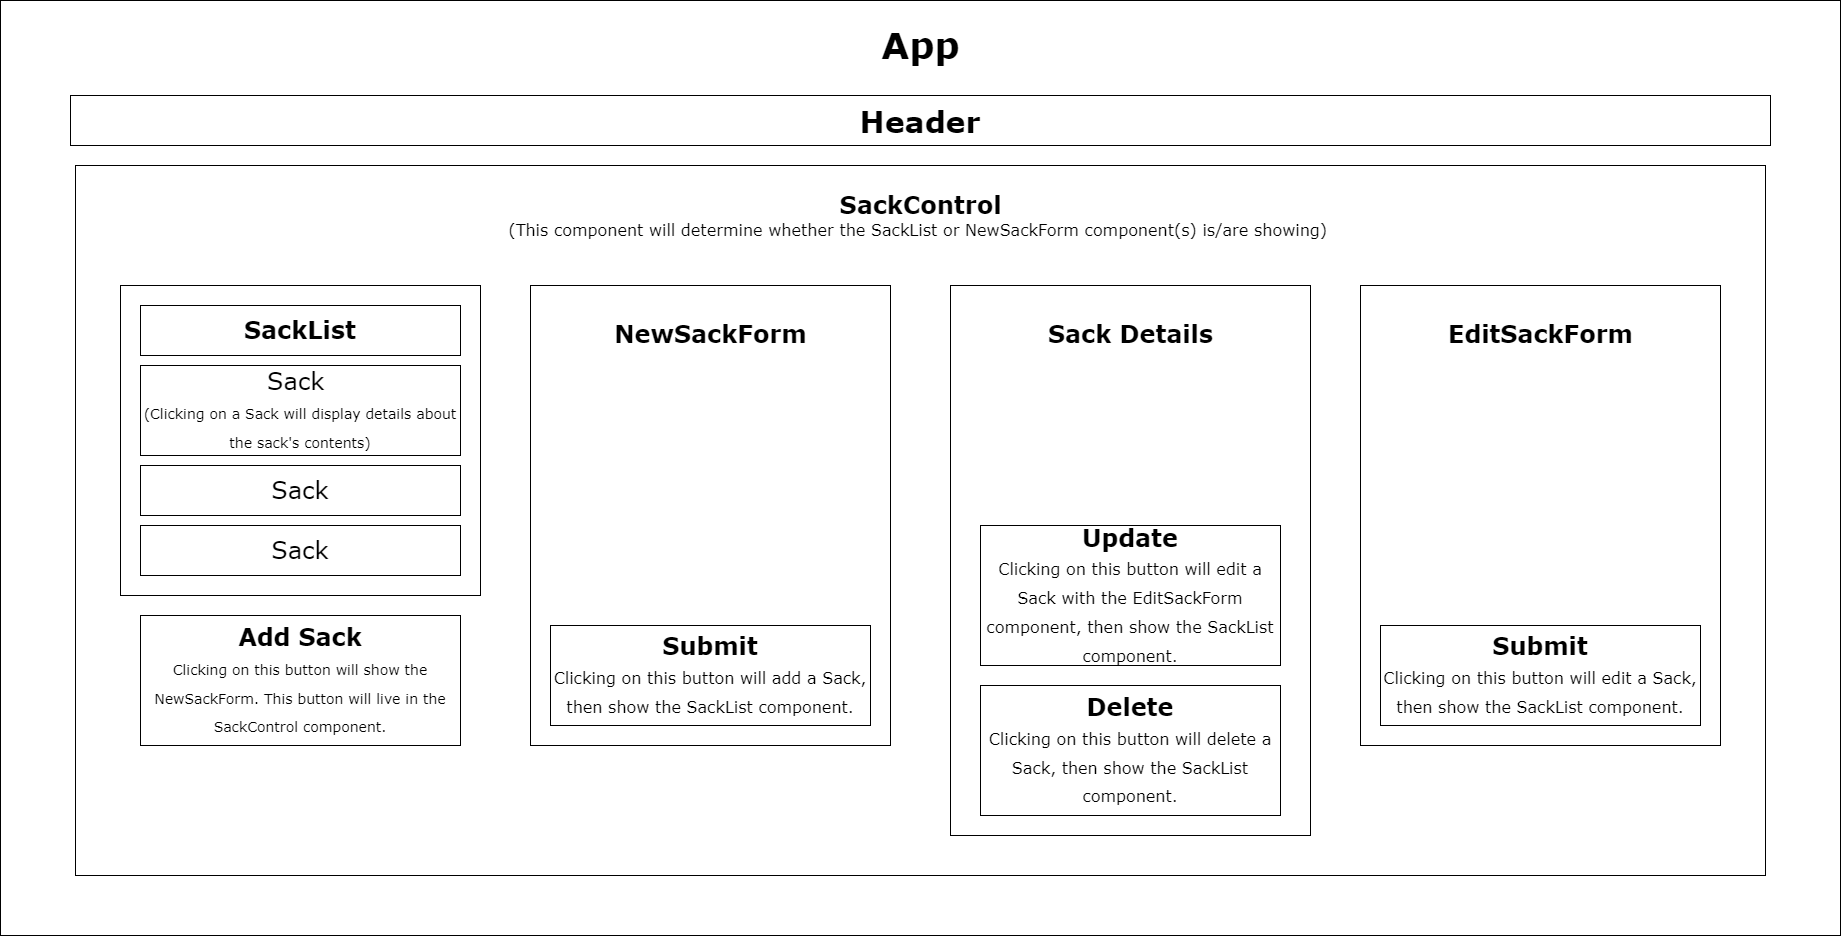 App
Header
SackControl
(This component will determine whether the SackList or NewSackForm component(s) is/are showing)
SackList
Sack
(Clicking on a Sack will display details about
the sack's contents)
Sack
Sack
Add Sack
Clicking on this button will show the
NewSackForm. This button will live in the
SackControl component.
NewSackForm
Submit
Clicking on this button will add a Sack,
then show the SackList component.
Sack Details
Update
Clicking on this button will edit a
Sack with the EditSackForm
component, then show the SackList
component.
Delete
Clicking on this button will delete a
Sack, then show the SackList
component.
EditSackForm
Submit
Clicking on this button will edit a Sack,
then show the SackList component.